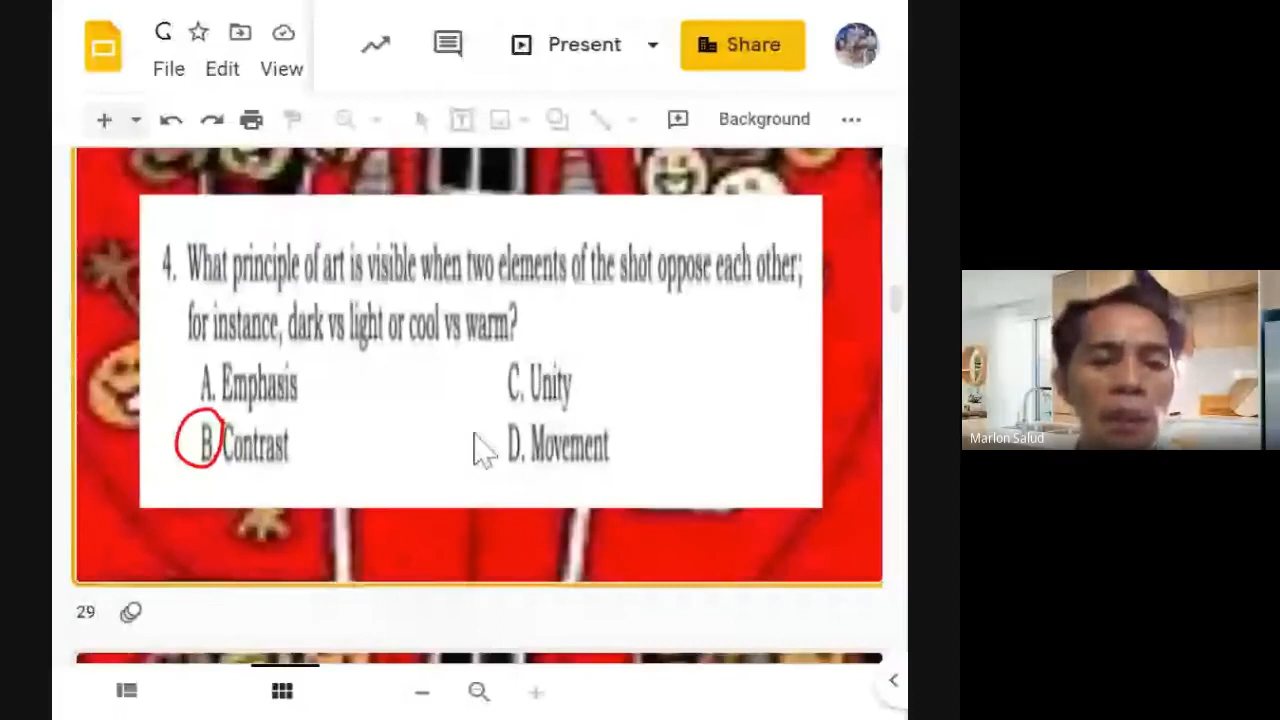 File Edit View
Present
Share
Background
4. What principle of art is visible when two elements of the shot oppose each other;
for instance, dark vs light or cool vs warm?
A. Emphasis
C. Unity
B. Contrast
D. Movement
29
Marlon Salud